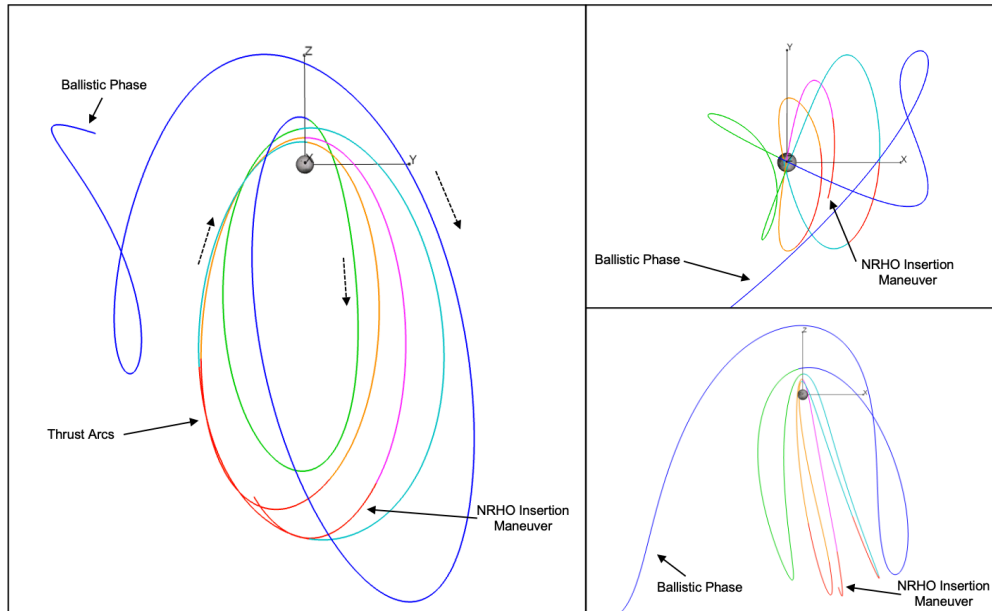 Ballistic Phase
Z
X
Y
Thrust Arcs
NRHO Insertion
Maneuver
Y
X
Ballistic Phase
NRHO Insertion
Maneuver
Z
X
Ballistic Phase
NRHO Insertion
Maneuver